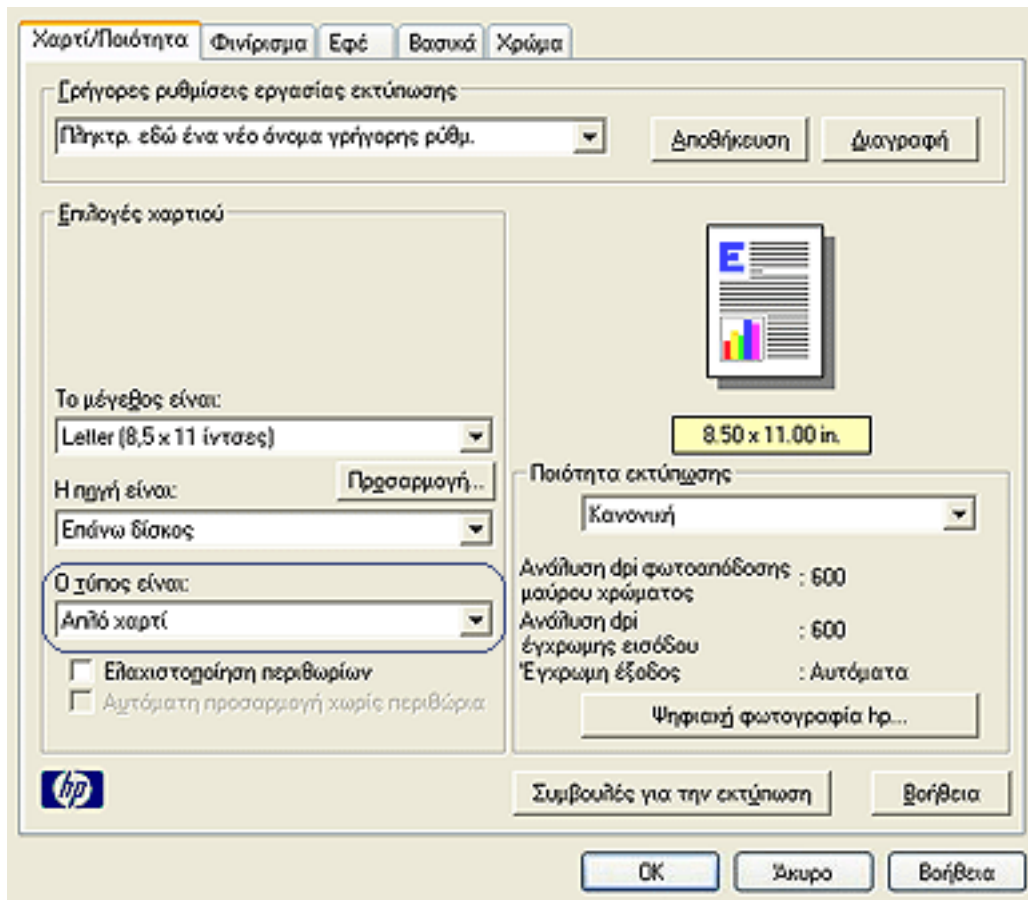 Χαρτί/Ποιότητα Φινίρισμα Εφέ Βασικά Χρώμα
Γρήγορες ρυθμίσεις εργασίας εκτύπωσης
Πληκτρ. εδώ ένα νέο όνομα γρήγορης ρύθμ. Αποθήκευση Διαγραφή
Επιλογές χαρτιού
E
Το μέγεθος είναι:
Letter (8,5 x 11 ίντσες)
8.50 x 11.00 in.
Η πηγή είναι: Προσαρμογή...
Επάνω δίσκος
Ποιότητα εκτύπωσης
Κανονική
Ο τύπος είναι:
Απλό χαρτί
Ανάλυση dpi φωτοαπόδοσης : 600
μαύρου χρώματος
Ανάλυση dpi : 600
έγχρωμης εισόδου
Έγχρωμη έξοδος : Αυτόματα
Ελαχιστοποίηση περιθωρίων
Αυτόματη προσαρμογή χωρίς περιθώρια
Ψηφιακή φωτογραφία hp...
hp
Συμβουλές για την εκτύπωση Βοήθεια
OK Άκυρο Βοήθεια